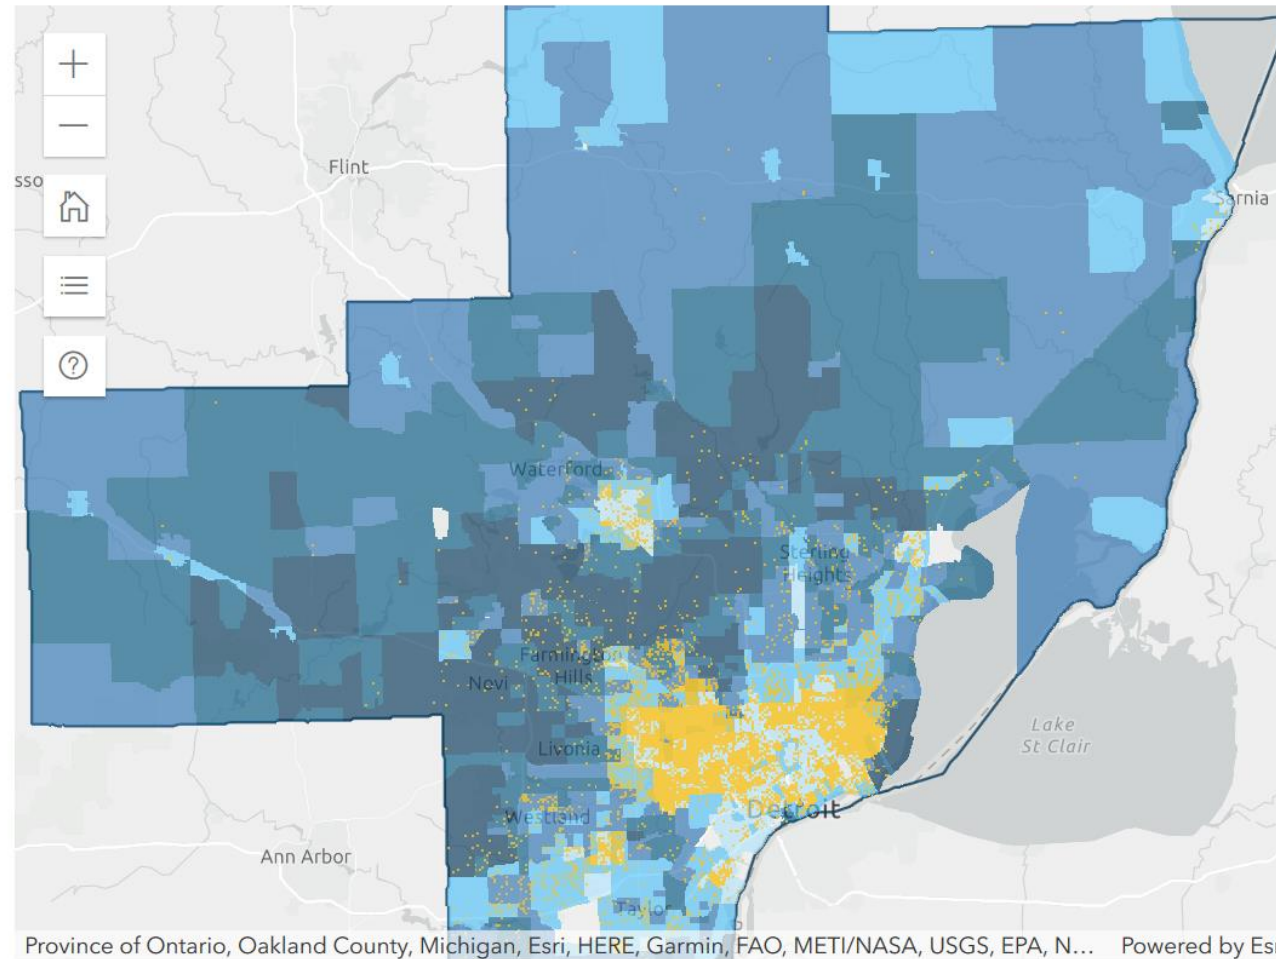 Flint
sso
Sarnia
Waterford
Sterling
Heights
Farmington
Hills
Novi
Lake
St Clair
Livonia
Detroit
Westland
Ann Arbor
Taylor
Province of Ontario, Oakland County, Michigan, Esri, HERE, Garmin, FAO, METI/NASA, USGS, EPA, N... Powered by Esri